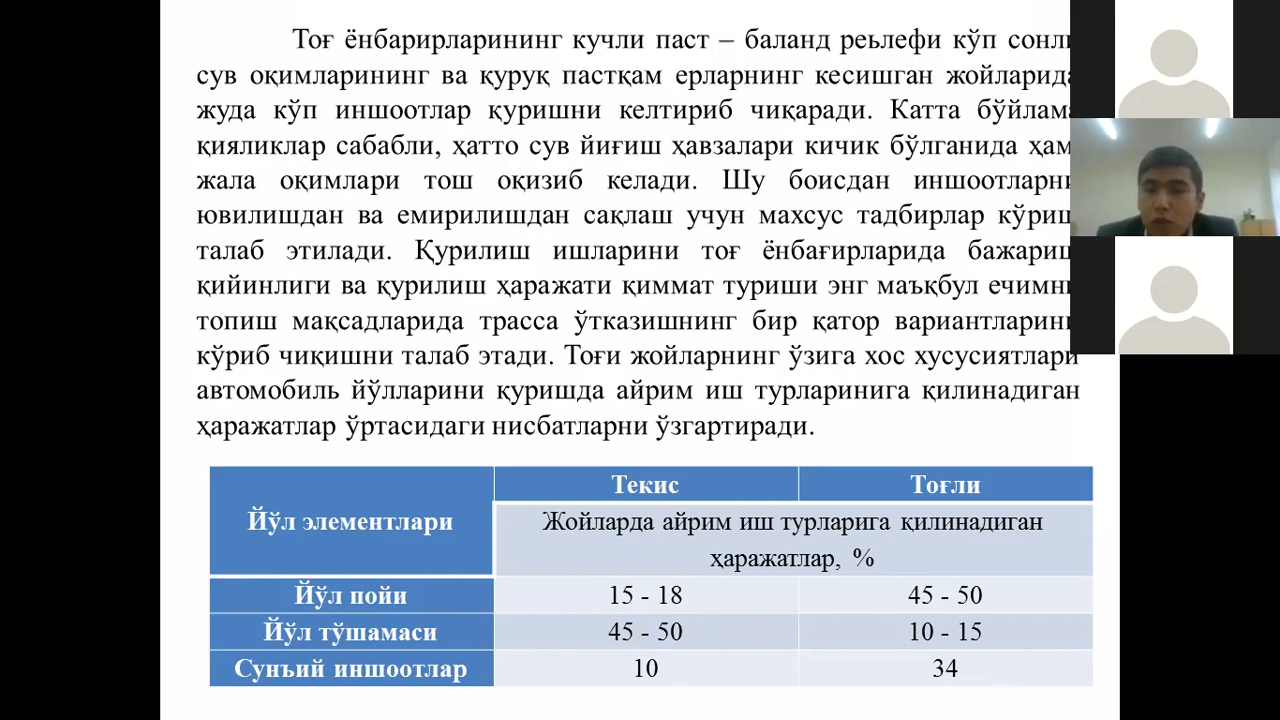 Тоғ ёнбарирларининг кучли паст – баланд реьлефи кўп сонли
сув оқимларининг ва қуруқ пастқам ерларнинг кесишган жойларида
жуда кўп иншоотлар қуришни келтириб чиқаради. Катта бўйлама
қияликлар сабабли, ҳатто сув йиғиш ҳавзалари кичик бўлганида ҳам
жала оқимлари тош оқизиб келади. Шу боисдан иншоотларни
ювилишдан ва емирилишдан сақлаш учун махсус тадбирлар кўриш
талаб этилади. Қурилиш ишларини тоғ ёнбағирларида бажариш
қийинлиги ва қурилиш ҳаражати қиммат туриши энг маъқбул ечимни
топиш мақсадларида трасса ўтказишнинг бир қатор вариантларини
кўриб чиқишни талаб этади. Тоғи жойларнинг ўзига хос хусусиятлари
автомобиль йўлларини қуришда айрим иш турларинига қилинадиган
ҳаражатлар ўртасидаги нисбатларни ўзгартиради.
Йўл элементлари Текис Тоғли
Жойларда айрим иш турларига қилинадиган
ҳаражатлар, %
Йўл пойи 15 - 18 45 - 50
Йўл тўшамаси 45 - 50 10 - 15
Сунъий иншоотлар 10 34